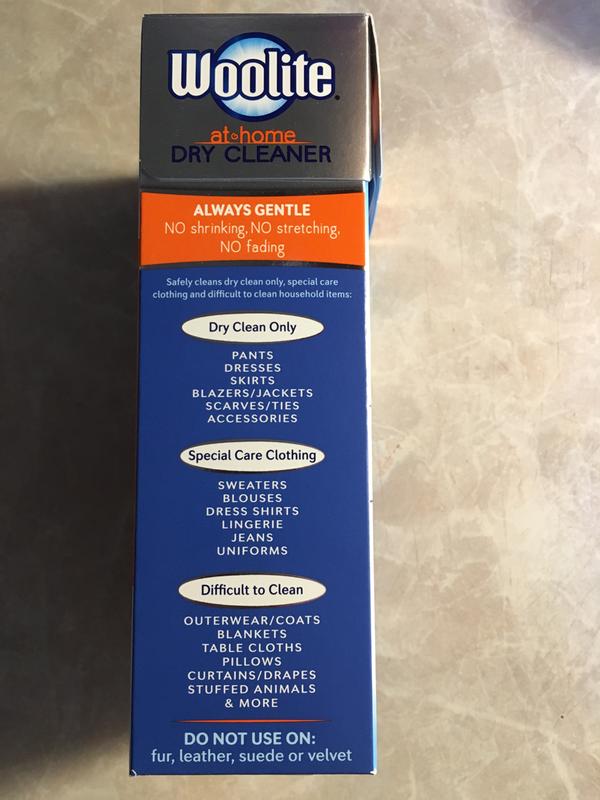 Woolite
at home
DRY CLEANER
ALWAYS GENTLE
NO shrinking, NO stretching,
NO fading
Safely cleans dry clean only, special care
clothing and difficult to clean household items:
Dry Clean Only
PANTS
DRESSES
SKIRTS
BLAZERS/JACKETS
SCARVES/TIES
ACCESSORIES
Special Care Clothing
SWEATERS
BLOUSES
DRESS SHIRTS
LINGERIE
JEANS
UNIFORMS
Difficult to Clean
OUTERWEAR/COATS
BLANKETS
TABLE CLOTHS
PILLOWS
CURTAINS/DRAPES
STUFFED ANIMALS
& MORE
DO NOT USE ON:
fur, leather, suede or velvet